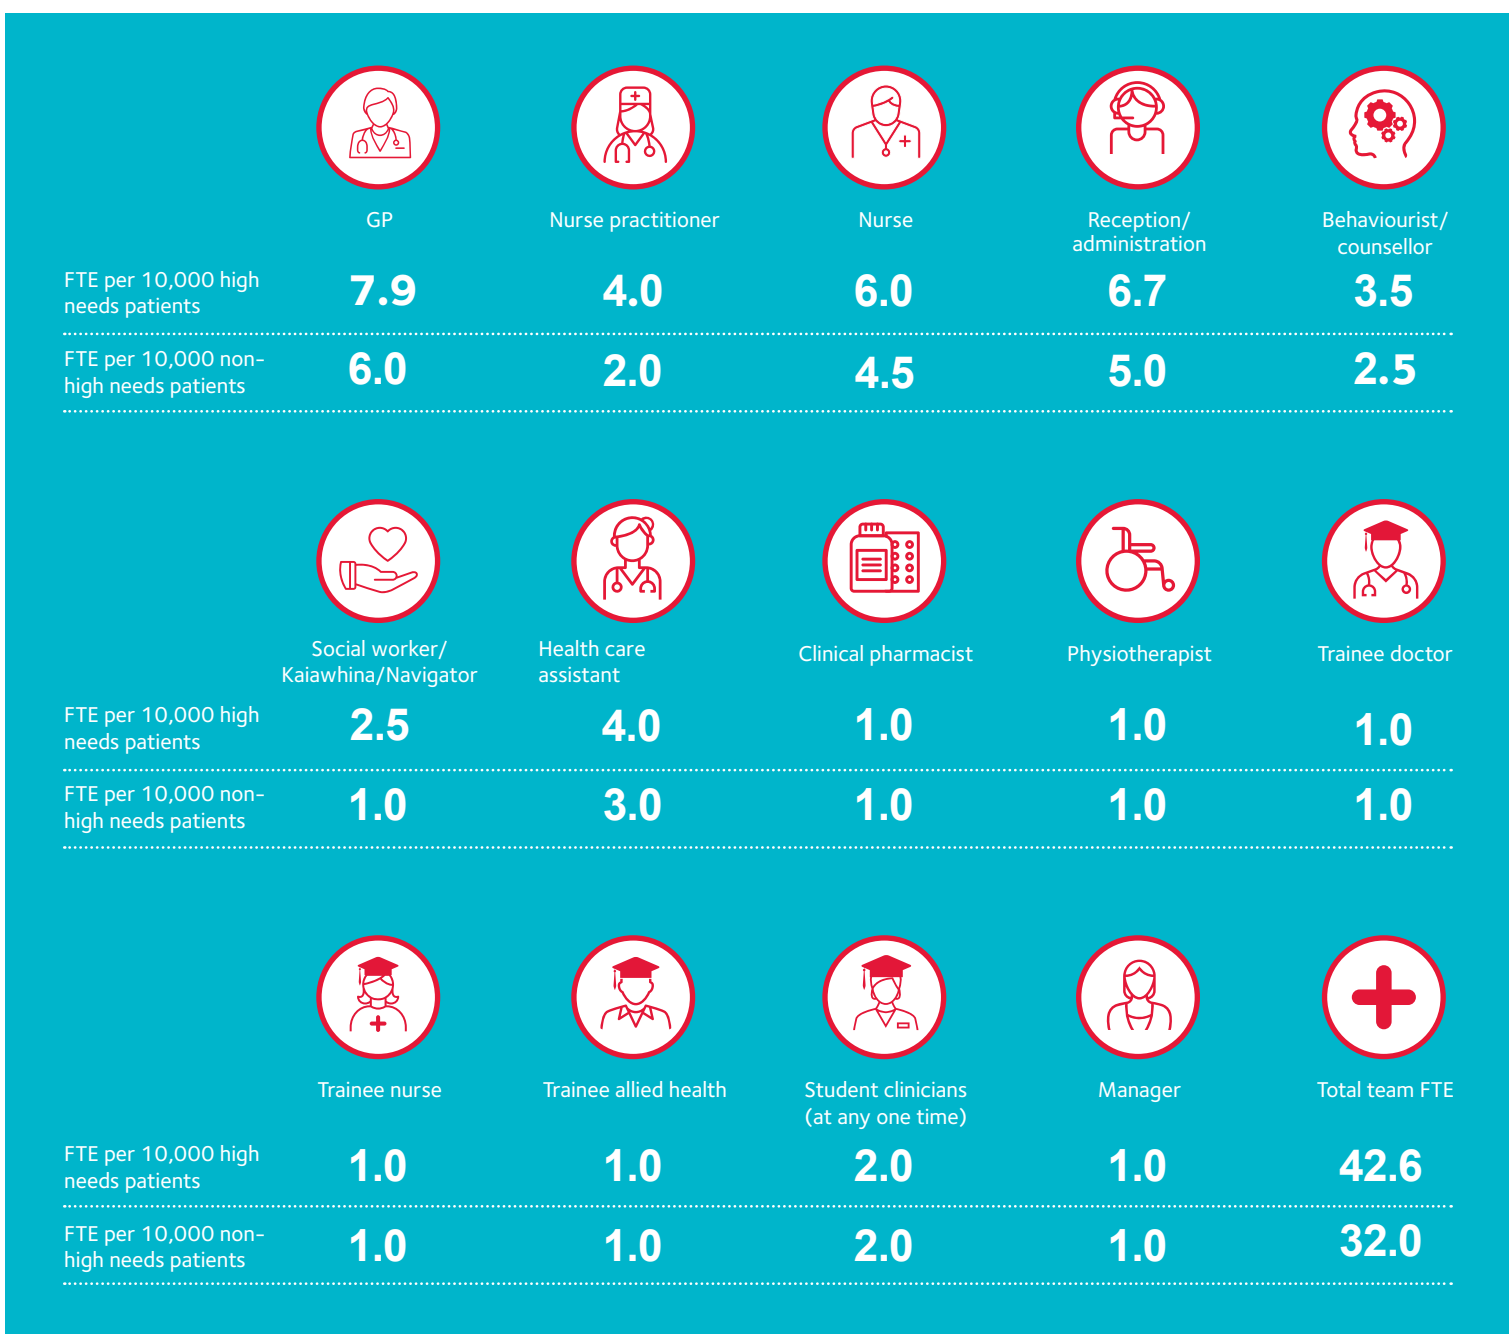 GP
Nurse practitioner
Nurse
Reception/
administration
Behaviourist/
counsellor
FTE per 10,000 high
needs patients
7.9
4.0
6.0
6.7
3.5
FTE per 10,000 non-
high needs patients
6.0
2.0
4.5
5.0
2.5
Social worker/
Kaiawhina/Navigator
Health care
assistant
Clinical pharmacist
Physiotherapist
Trainee doctor
FTE per 10,000 high
needs patients
2.5
4.0
1.0
1.0
1.0
FTE per 10,000 non-
high needs patients
1.0
3.0
1.0
1.0
1.0
Trainee nurse
Trainee allied health
Student clinicians
(at any one time)
Manager
Total team FTE
FTE per 10,000 high
needs patients
1.0
1.0
2.0
1.0
42.6
FTE per 10,000 non-
high needs patients
1.0
1.0
2.0
1.0
32.0